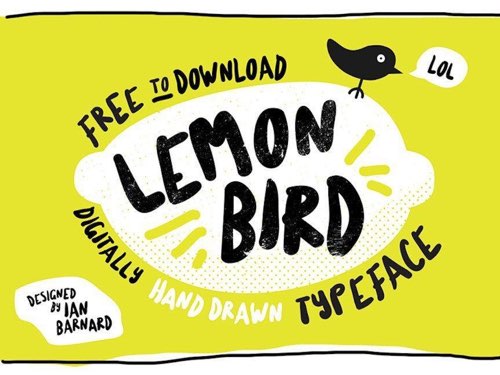 FREE TO DOWNLOAD
LOL
LEMON
BIRD
DIGITALLY
HAND DRAWN
TYPEFACE
DESIGNED
BY IAN
BARNARD